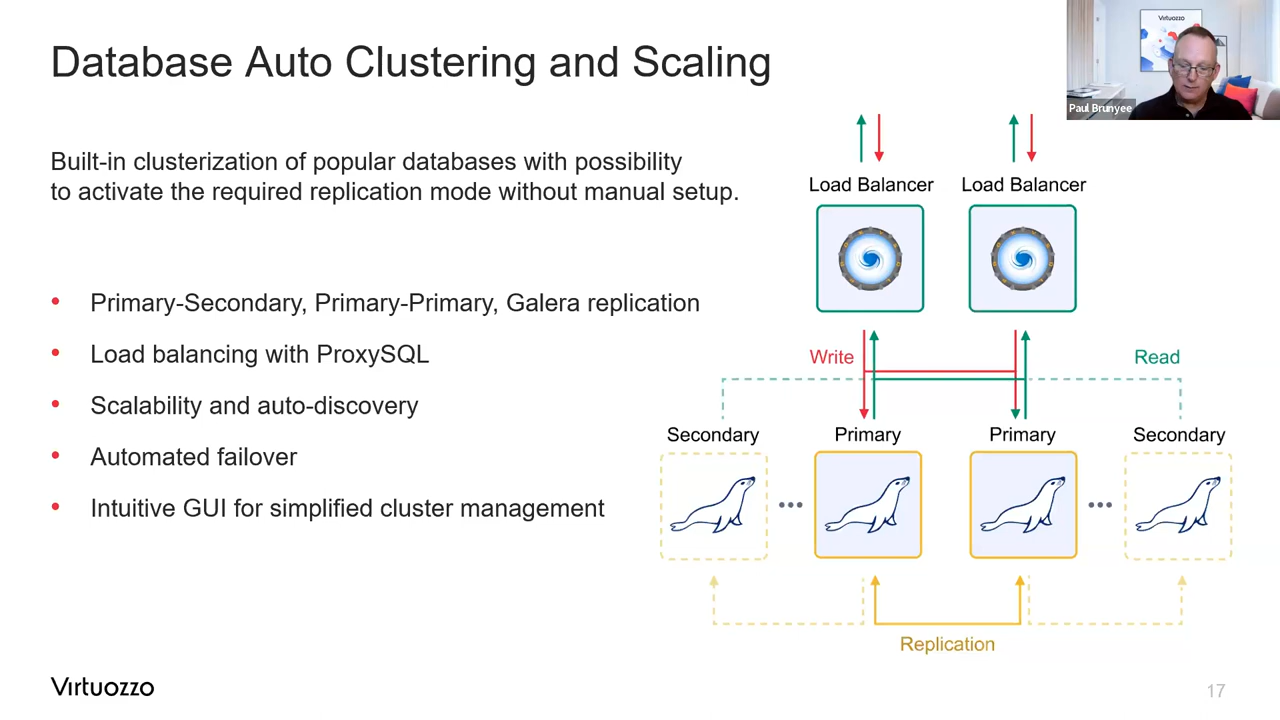 Database Auto Clustering and Scaling
Virtuozzo
Paul Brunyee
Built-in clusterization of popular databases with possibility
to activate the required replication mode without manual setup.
• Primary-Secondary, Primary-Primary, Galera replication
• Load balancing with ProxySQL
• Scalability and auto-discovery
• Automated failover
• Intuitive GUI for simplified cluster management
Load Balancer
Load Balancer
Write
Read
Secondary
Primary
Primary
Secondary
Replication
Virtuozzo
17